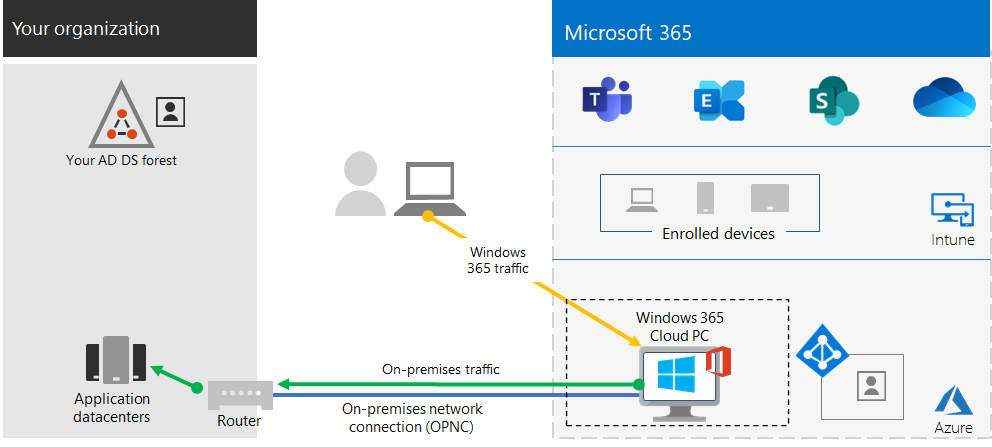 Your organization
Microsoft 365
T
E
S
Your AD DS forest
Enrolled devices
Intune
Windows
365 traffic
Windows 365
Cloud PC
On-premises traffic
Application
datacenters
Router
On-premises network
connection (OPNC)
Azure